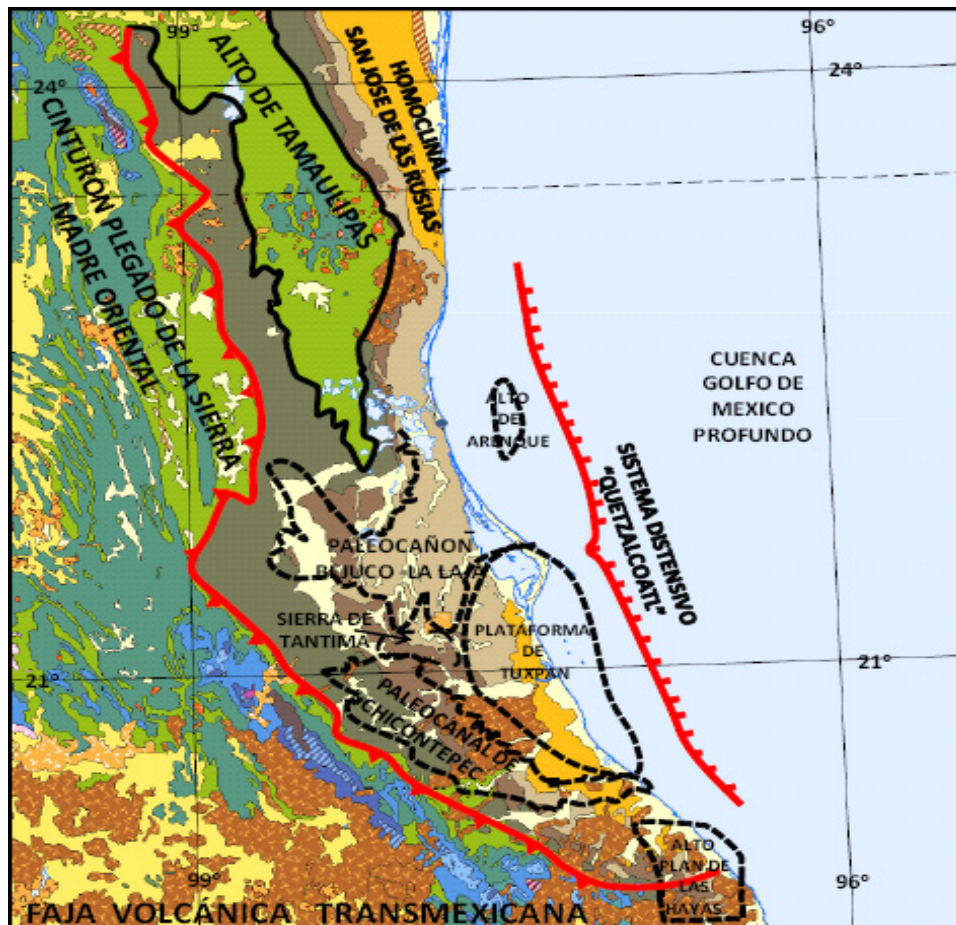 99°
96°
24°
24°
ALTO DE TAMAULIPAS
HOMOCLINAL
SAN JOSE DE LAS RUSIAS
CINTURÓN PLEGADO DE LA SIERRA
MADRE ORIENTAL
CUENCA
GOLFO DE
MEXICO
PROFUNDO
ALTO
DE
ARENQUE
SISTEMA DISTENSIVO
"QUETZALCOATL"
PALEOCAÑON
BEJUCO -LA LAJA
SIERRA DE
TANTIMA
PLATAFORMA
DE
TUXPAN
21°
21°
PALEOCANAL DE
CHICONTEPEC
ALTO
PLAN DE
LAS
HAYAS
99°
96°
FAJA VOLCÁNICA TRANSMEXICANA